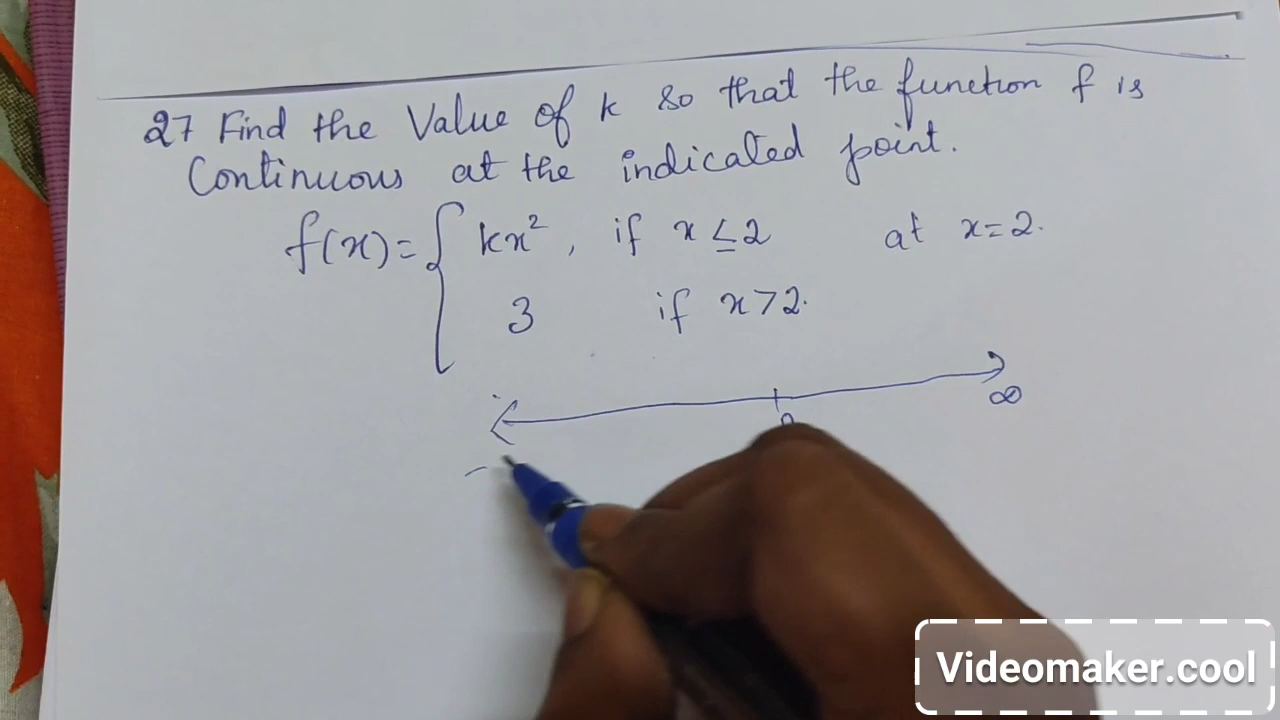 27 Find the Value of k so that the function f is
Continuous at the indicated point.
f(x) = { kx², if x ≤ 2 at x = 2.
3 if x > 2.
∞
Videomaker.cool